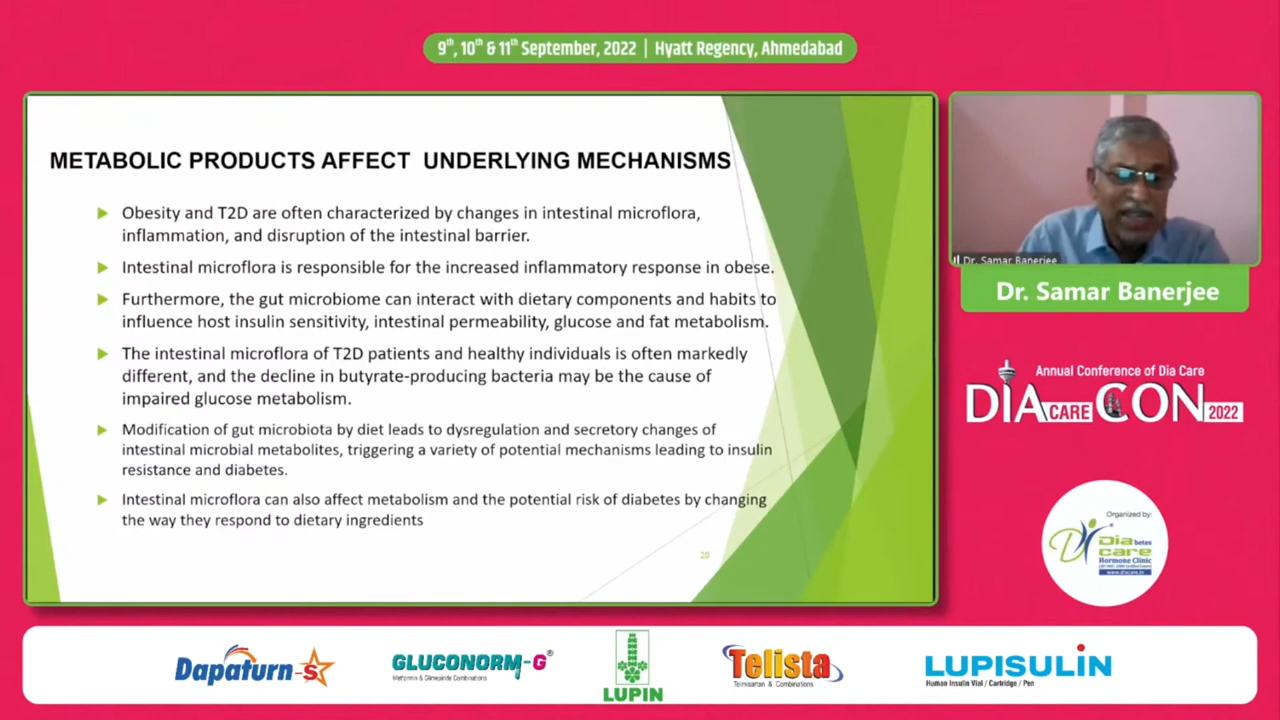 9th, 10th & 11th September, 2022 | Hyatt Regency, Ahmedabad
METABOLIC PRODUCTS AFFECT UNDERLYING MECHANISMS
Obesity and T2D are often characterized by changes in intestinal microflora,
inflammation, and disruption of the intestinal barrier.
Intestinal microflora is responsible for the increased inflammatory response in obese.
Furthermore, the gut microbiome can interact with dietary components and habits to
influence host insulin sensitivity, intestinal permeability, glucose and fat metabolism.
The intestinal microflora of T2D patients and healthy individuals is often markedly
different, and the decline in butyrate-producing bacteria may be the cause of
impaired glucose metabolism.
Modification of gut microbiota by diet leads to dysregulation and secretory changes of
intestinal microbial metabolites, triggering a variety of potential mechanisms leading to insulin
resistance and diabetes.
Intestinal microflora can also affect metabolism and the potential risk of diabetes by changing
the way they respond to dietary ingredients
20
Dr. Samar Banerjee
Dr. Samar Banerjee
Annual Conference of Dia Care
DIA CARE CON 2022
Organized by:
Diabetes
care
Hormone Clinic
www.diacare.in
Dapaturn-S
GLUCONORM-G®
Metformin & Glimepiride Combinations
LUPIN
Telista
Telmisartan & Combinations
LUPISULIN
Human Insulin Vial / Cartridge / Pen